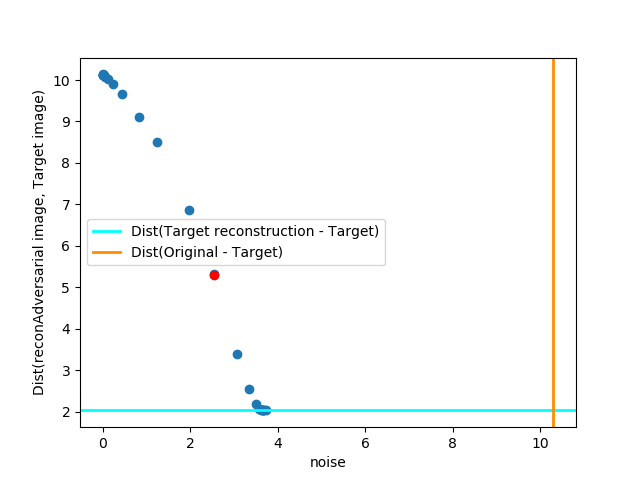 Dist(reconAdversarial image, Target image)
10
9
8
7
6
5
4
3
2
Dist(Target reconstruction - Target)
Dist(Original - Target)
0 2 4 6 8 10
noise